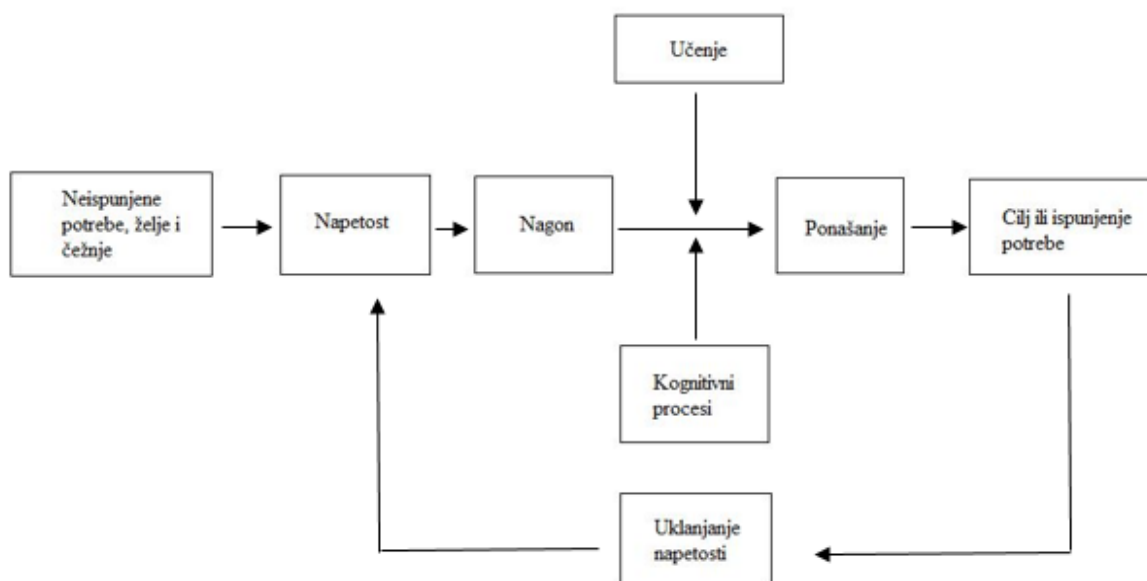 Učenje
Neispunjene
potrebe, želje i
čežnje
Napetost
Nagon
Ponašanje
Cilj ili ispunjenje
potrebe
Kognitivni
procesi
Uklanjanje
napetosti